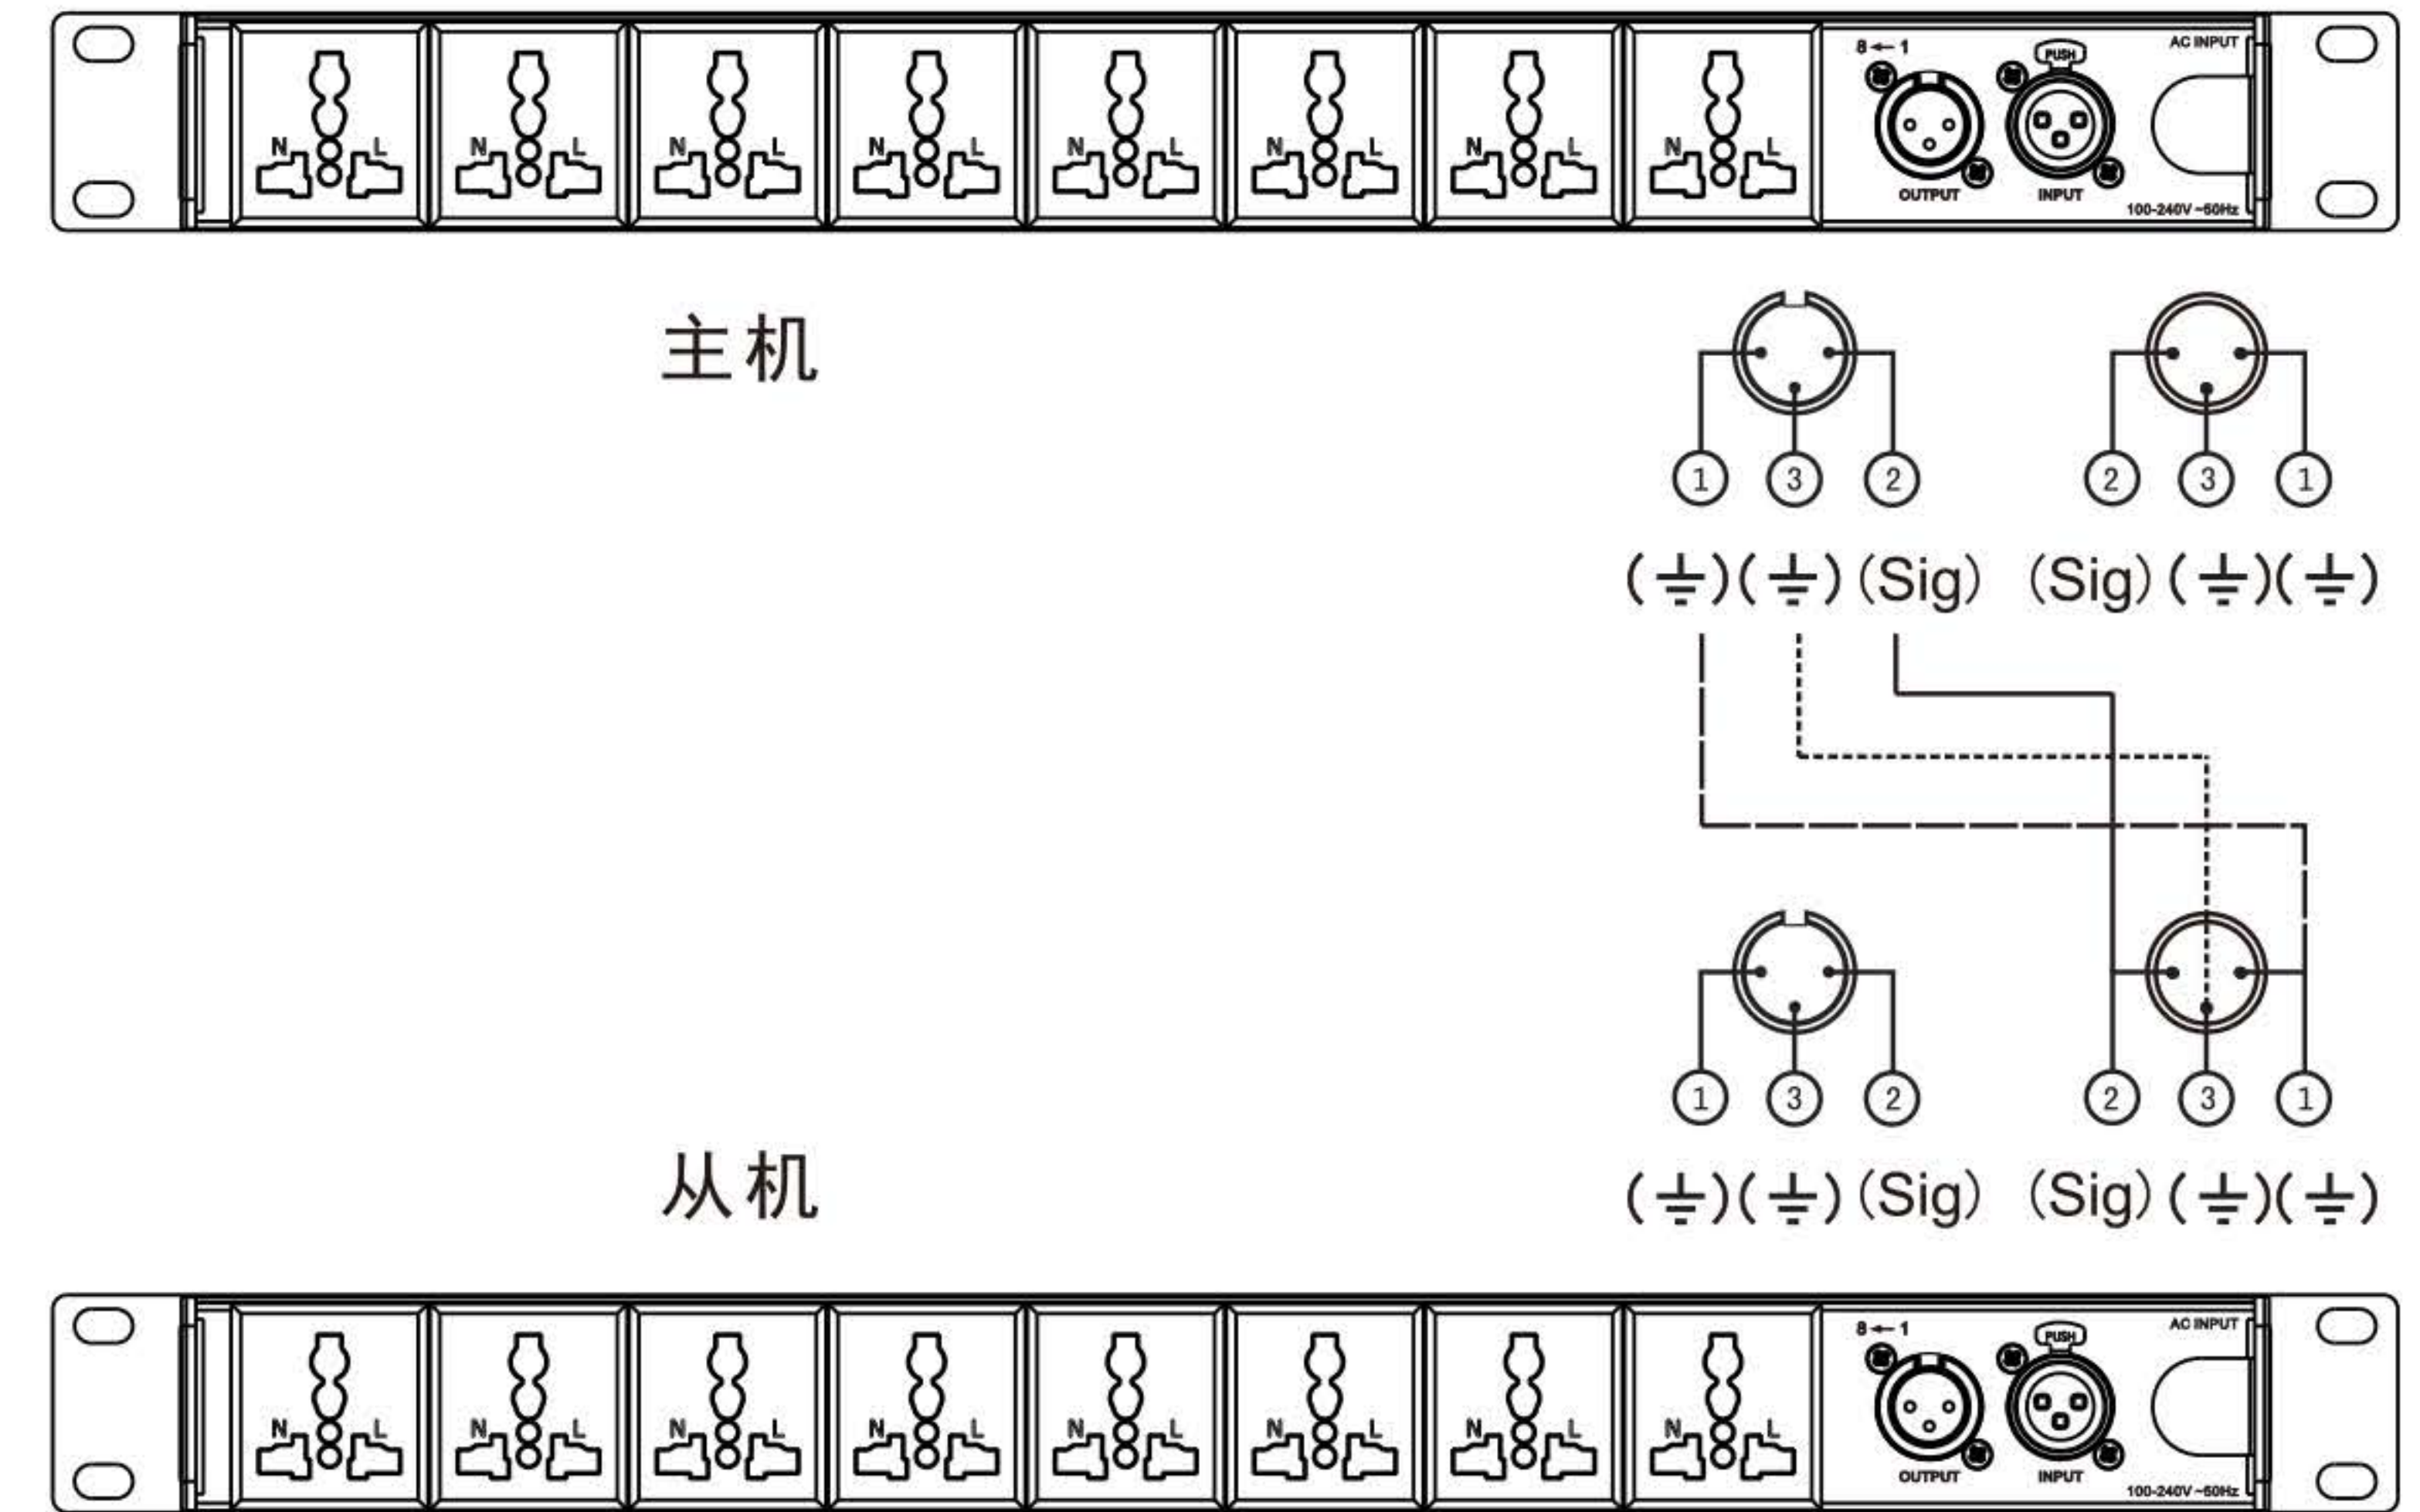 8←1 PUSH AC INPUT
N L N L N L N L N L N L N L N L
OUTPUT INPUT
100-240V~50Hz
主机
1 3 2 2 3 1
(⏚)(⏚)(Sig) (Sig)(⏚)(⏚)
1 3 2 2 3 1
从机
(⏚)(⏚)(Sig) (Sig)(⏚)(⏚)
8←1 PUSH AC INPUT
N L N L N L N L N L N L N L N L
OUTPUT INPUT
100-240V~50Hz